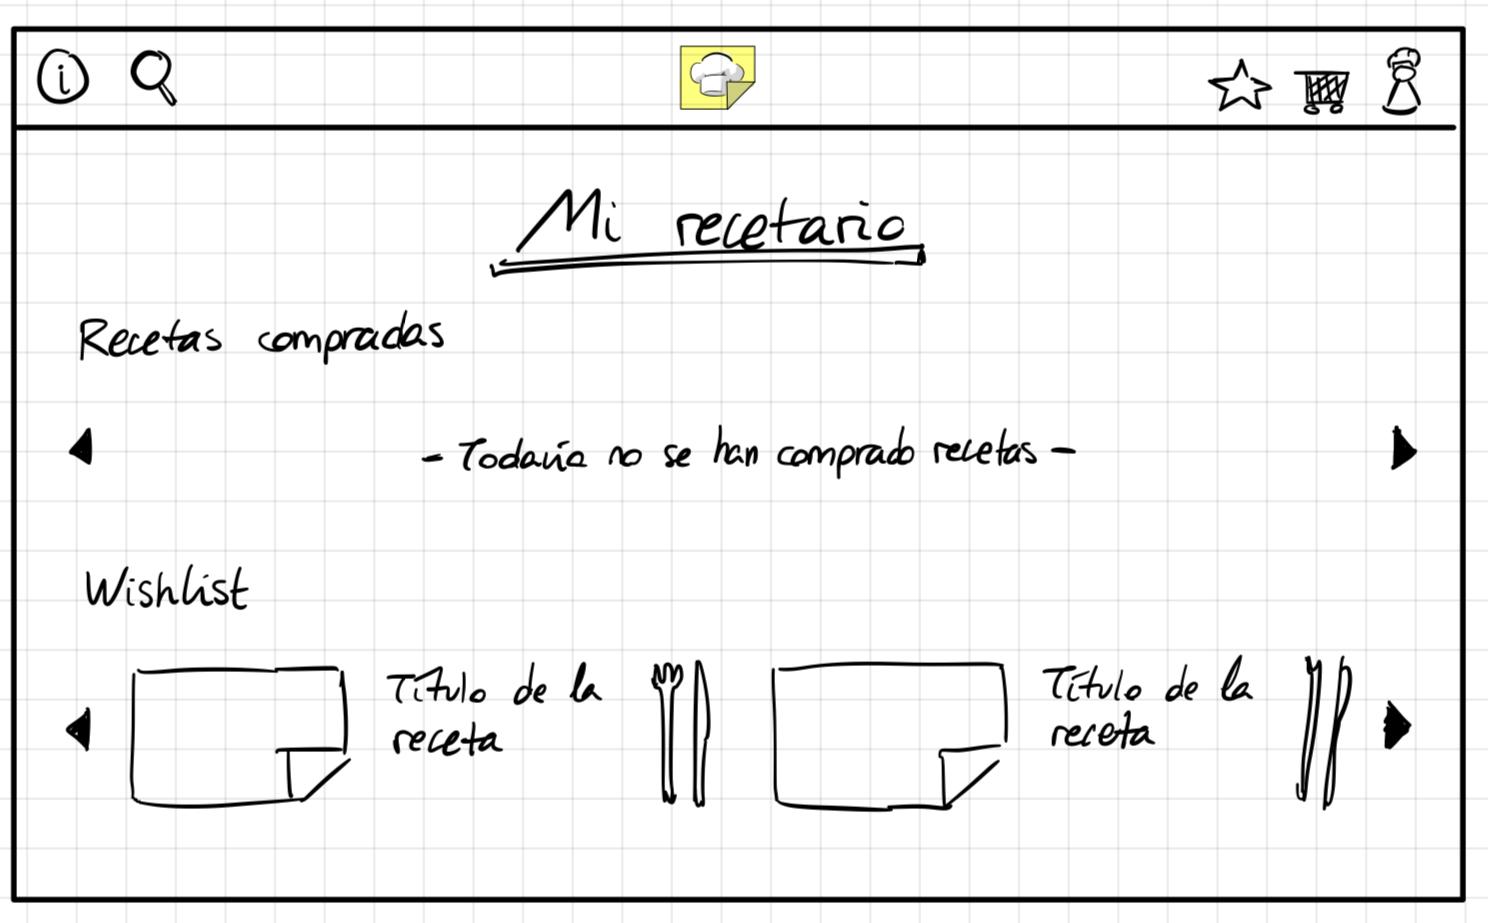 i
Mi recetario
Recetas compradas
- Todavía no se han comprado recetas -
Wishlist
Título de la
receta
Título de la
receta